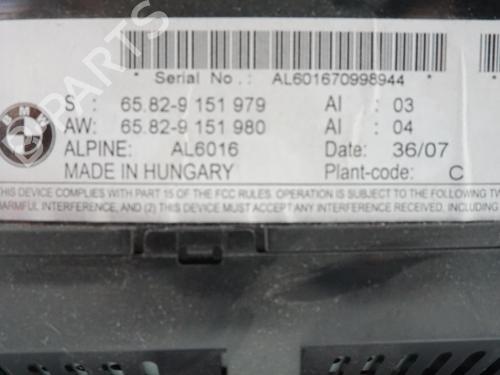 B PARTS
* Serial No.: AL601670998944 *
S : 65.82-9 151 979 AI : 03
AW: 65.82-9 151 980 AI : 04
ALPINE: AL6016 Date: 36/07
MADE IN HUNGARY Plant-code: C
BMW
THIS DEVICE COMPLIES WITH PART 15 OF THE FCC RULES. OPERATION IS SUBJECT TO THE FOLLOWING
HARMFUL INTERFERENCE, AND (2) THIS DEVICE MUST ACCEPT ANY INTERFERENCE RECEIVED, INCLUDING